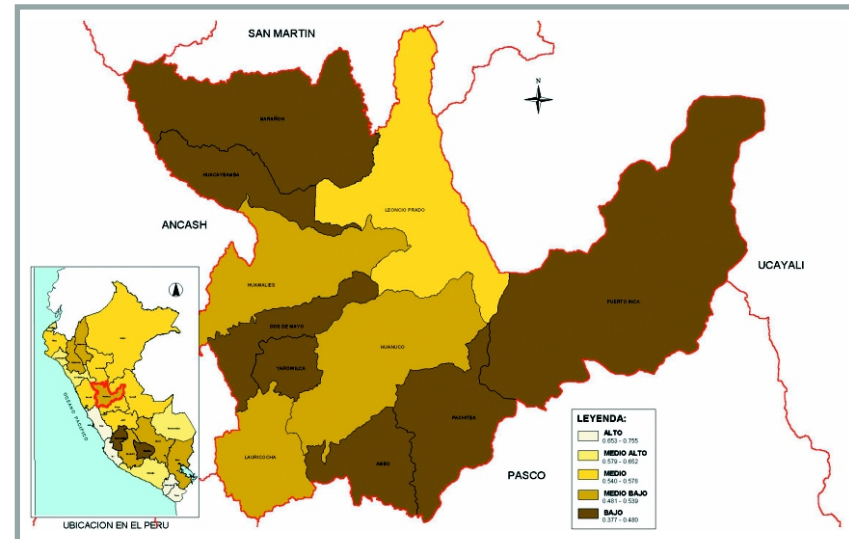 SAN MARTIN
N
MARAÑON
HUACAYBAMBA
LEONCIO PRADO
ANCASH
UCAYALI
HUAMALIES
PUERTO INCA
DOS DE MAYO
HUANUCO
YAROWILCA
PACHITEA
LAURICOCHA
AMBO
PASCO
OCEANO PACIFICO
UBICACION EN EL PERU
LEYENDA:
ALTO
0.653 - 0.755
MEDIO ALTO
0.579 - 0.652
MEDIO
0.540 - 0.578
MEDIO BAJO
0.481 - 0.539
BAJO
0.377 - 0.480